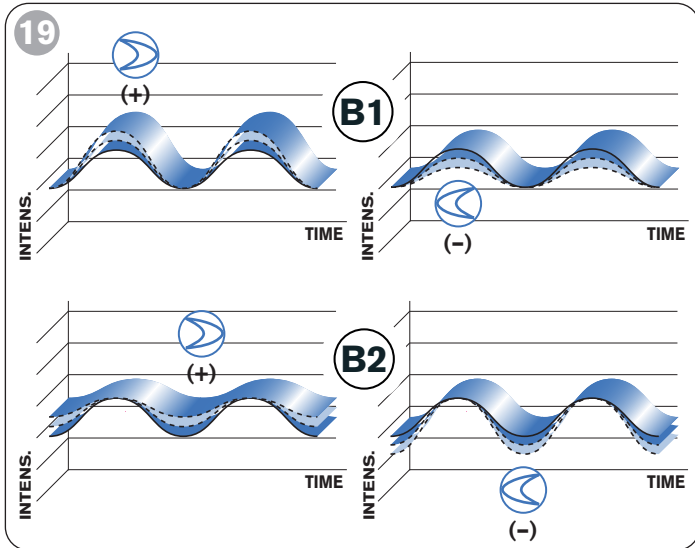 19
(+)
B1
(–)
INTENS.
TIME
INTENS.
TIME
(+)
B2
(–)
INTENS.
TIME
INTENS.
TIME